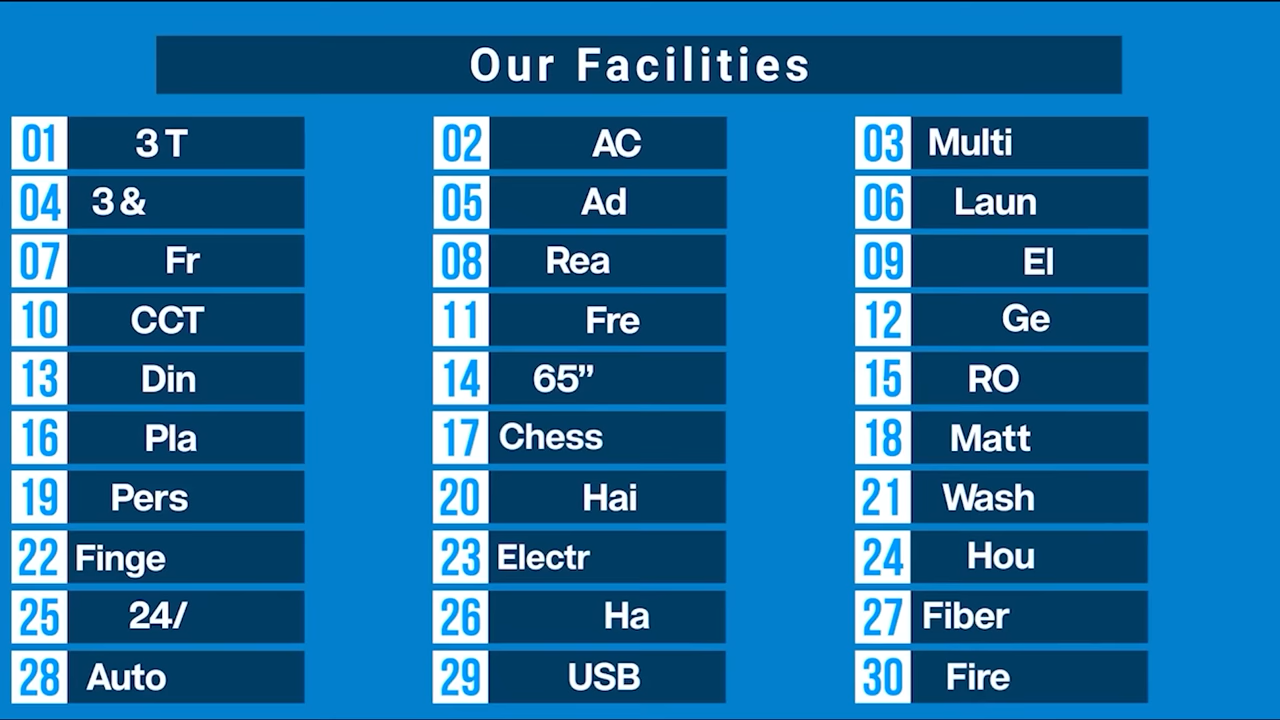 Our Facilities
01 3 T
02 AC
03 Multi
04 3 &
05 Ad
06 Laun
07 Fr
08 Rea
09 El
10 CCT
11 Fre
12 Ge
13 Din
14 65”
15 RO
16 Pla
17 Chess
18 Matt
19 Pers
20 Hai
21 Wash
22 Finge
23 Electr
24 Hou
25 24/
26 Ha
27 Fiber
28 Auto
29 USB
30 Fire